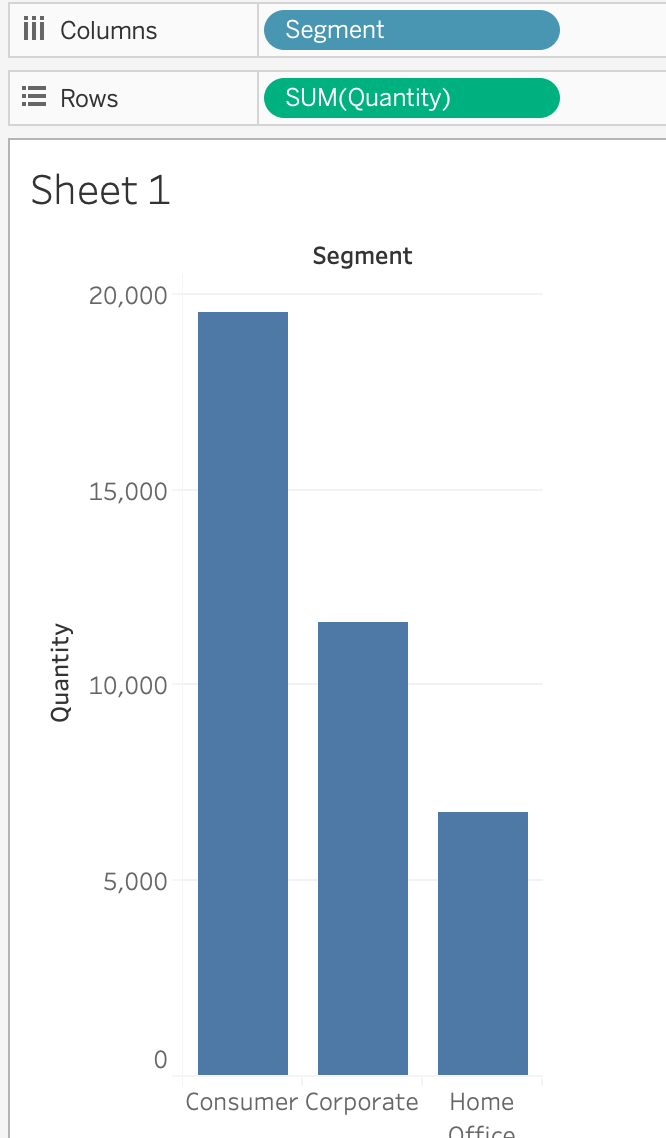 Columns
Segment
Rows
SUM(Quantity)
Sheet 1
Segment
20,000
15,000
10,000
5,000
0
Quantity
Consumer Corporate Home
Office